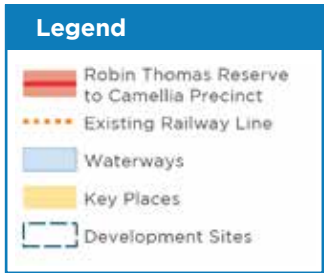 Legend
Robin Thomas Reserve
to Camellia Precinct
Existing Railway Line
Waterways
Key Places
Development Sites